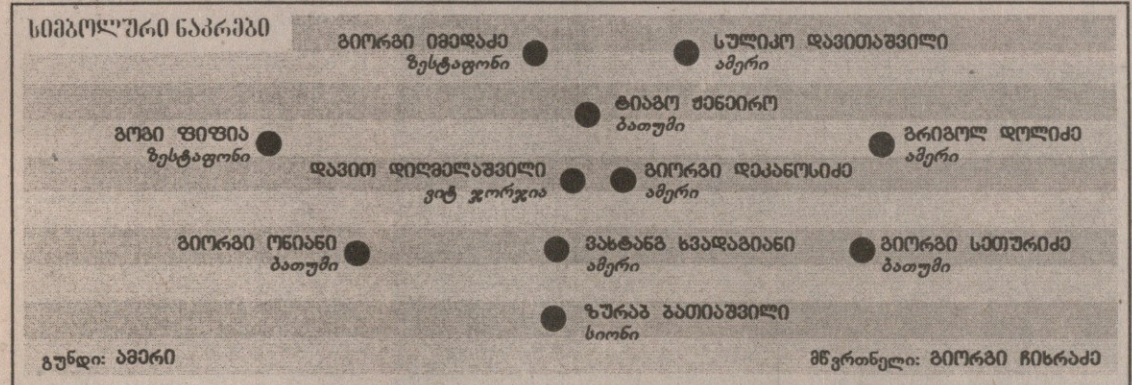 სიმბოლური ნაკრები
გიორგი იმედაძე
ზესტაფონი
სულიკო დავითაშვილი
ამერი
ტიაგო ჟენეირო
ბათუმი
გოგი ფიფია
ზესტაფონი
გრიგოლ დოლიძე
ამერი
დავით დიღმელაშვილი
ვიტ ჯორჯია
გიორგი დეკანოსიძე
ამერი
გიორგი ონიანი
ბათუმი
ვახტანგ ხვადაგიანი
ამერი
გიორგი სეთურიძე
ბათუმი
ზურაბ ბათიაშვილი
სიონი
გუნდი: ამერი
მწვრთნელი: გიორგი ჩიხრაძე